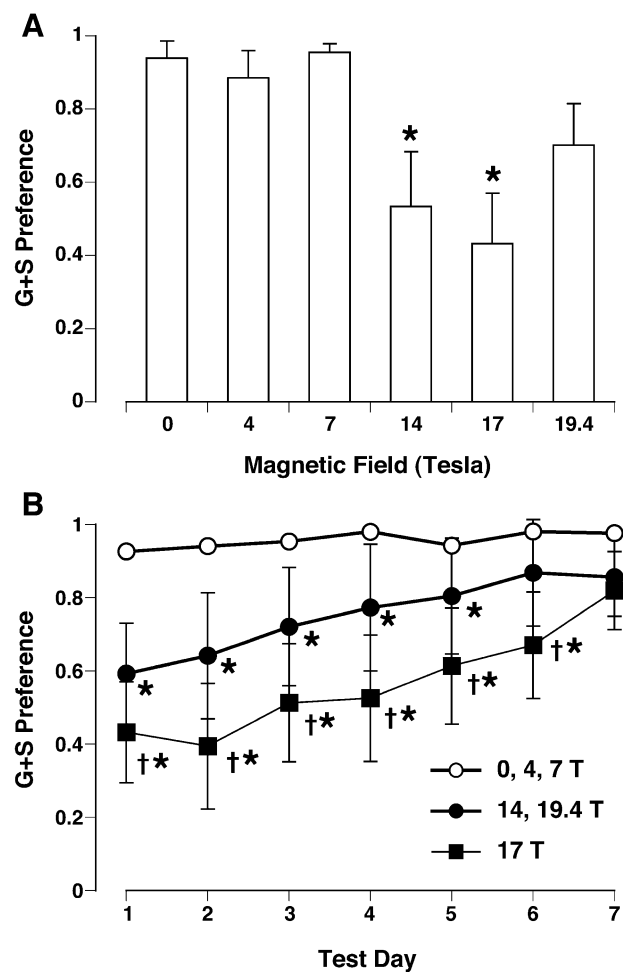 A
1
0.8
0.6
0.4
0.2
0
G+S Preference
*
*
0 4 7 14 17 19.4
Magnetic Field (Tesla)
B
1
0.8
0.6
0.4
0.2
0
G+S Preference
* * * * *
†* †* †* †* †* †*
0, 4, 7 T
14, 19.4 T
17 T
1 2 3 4 5 6 7
Test Day